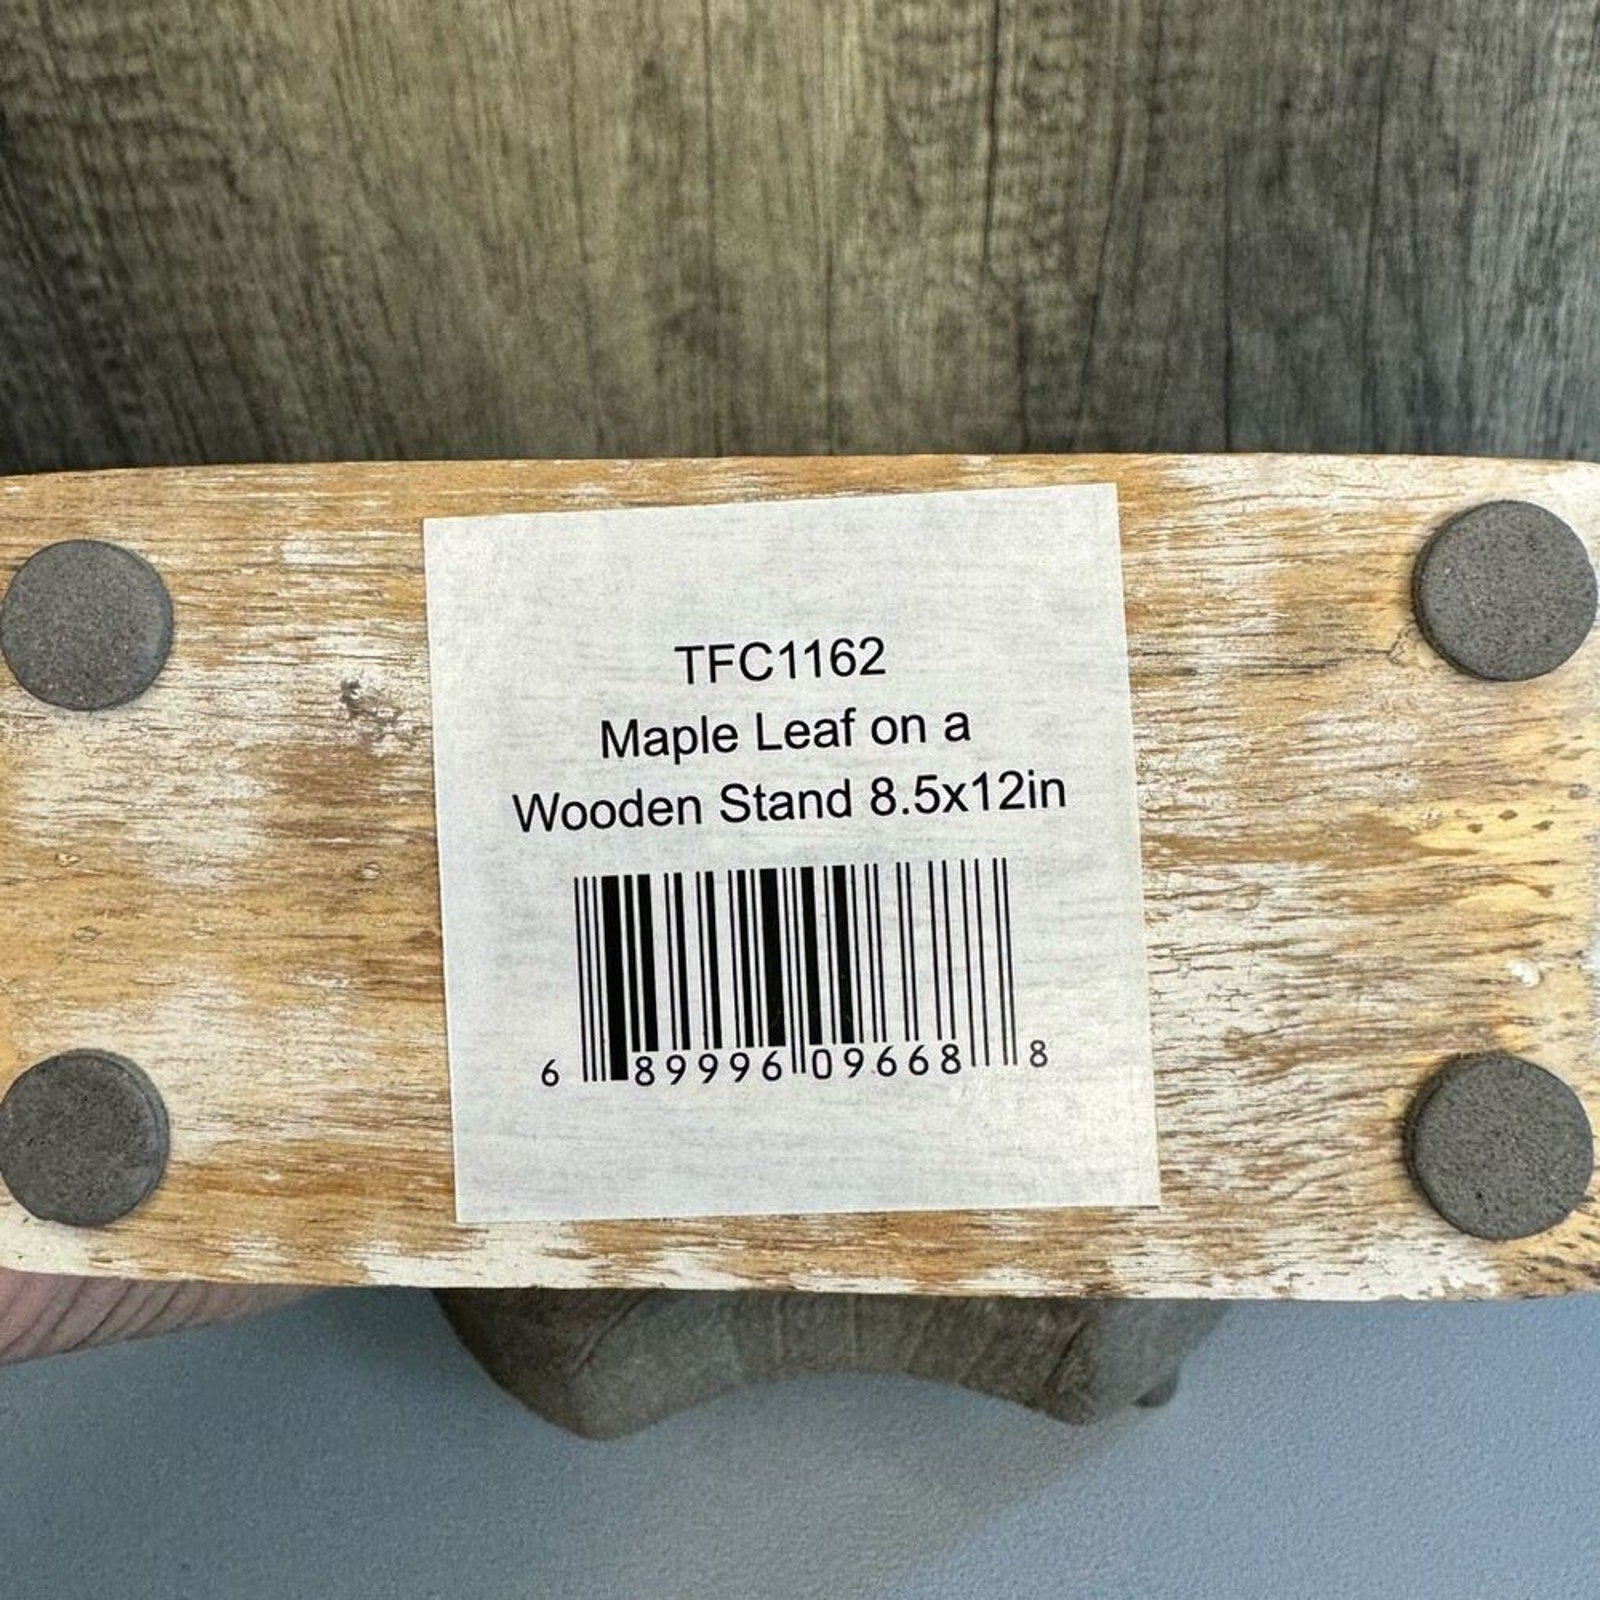 TFC1162
Maple Leaf on a
Wooden Stand 8.5x12in
6 89996 09668 8